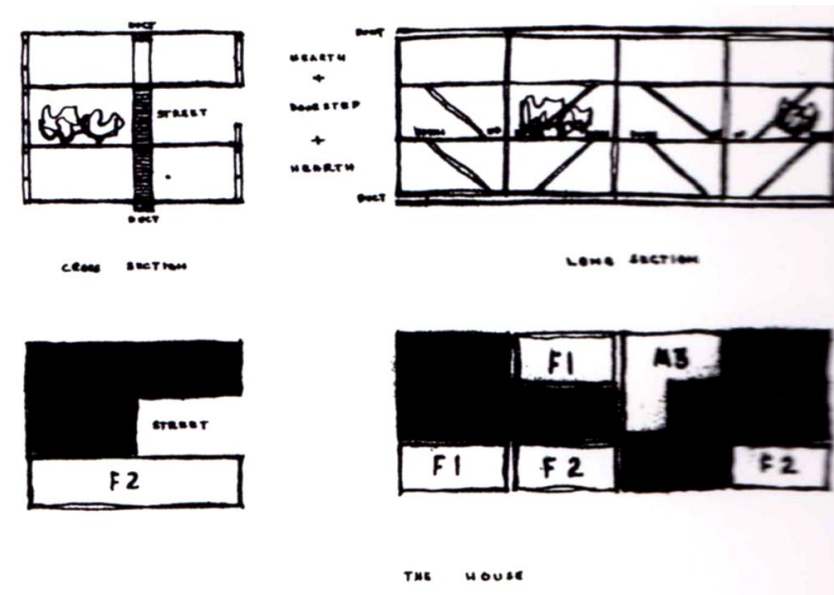 DUCT
STREET
DUCT
CROSS SECTION
HEARTH
+
DOORSTEP
+
HEARTH
DUCT
DUCT
LONG SECTION
STREET
F2
F1
A3
F1
F2
F2
THE HOUSE